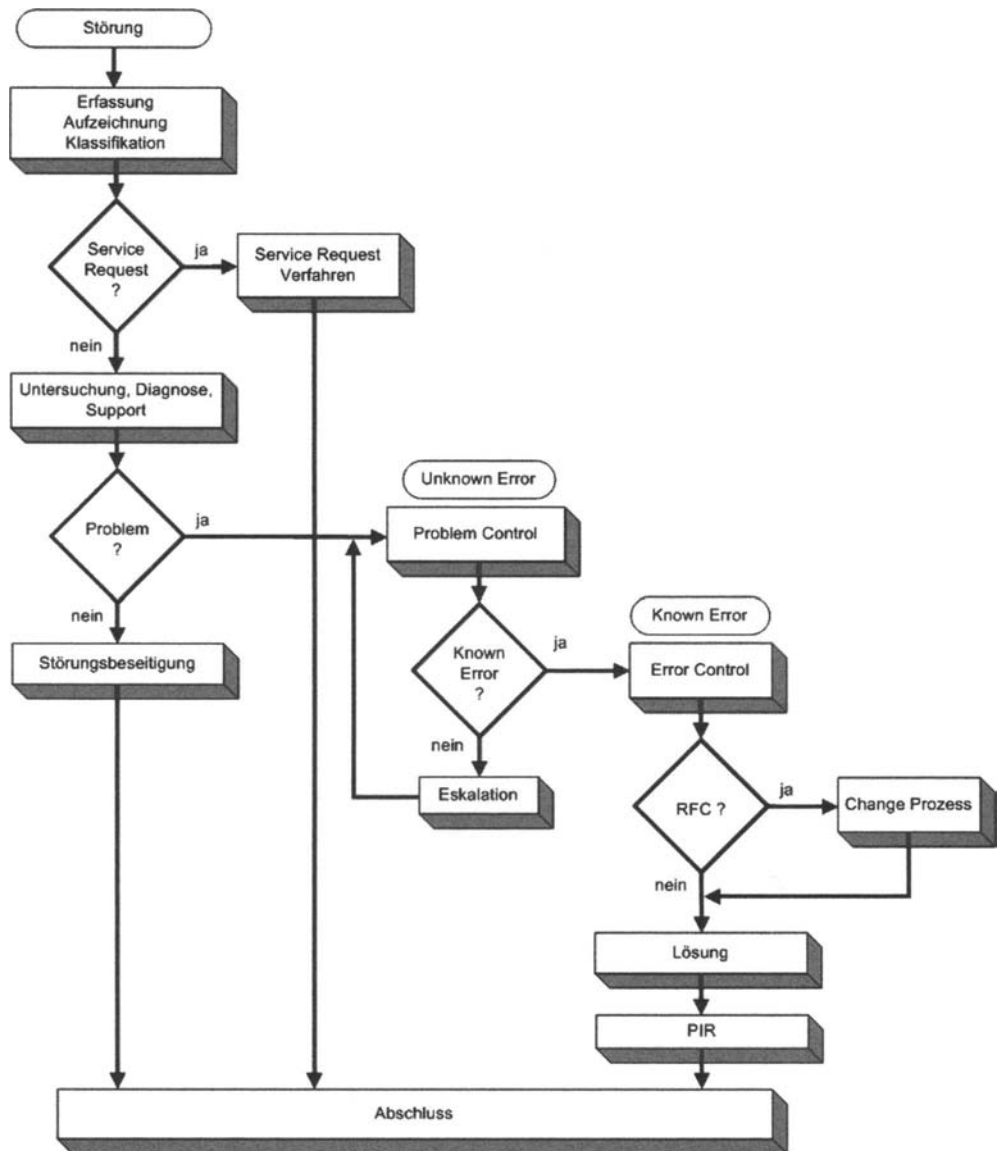 Störung
Erfassung
Aufzeichnung
Klassifikation
Service
Request
?
ja
Service Request
Verfahren
nein
Untersuchung, Diagnose,
Support
Problem
?
ja
Unknown Error
Problem Control
nein
Störungsbeseitigung
Known
Error
?
ja
Known Error
Error Control
nein
Eskalation
RFC ?
ja
Change Prozess
nein
Lösung
PIR
Abschluss